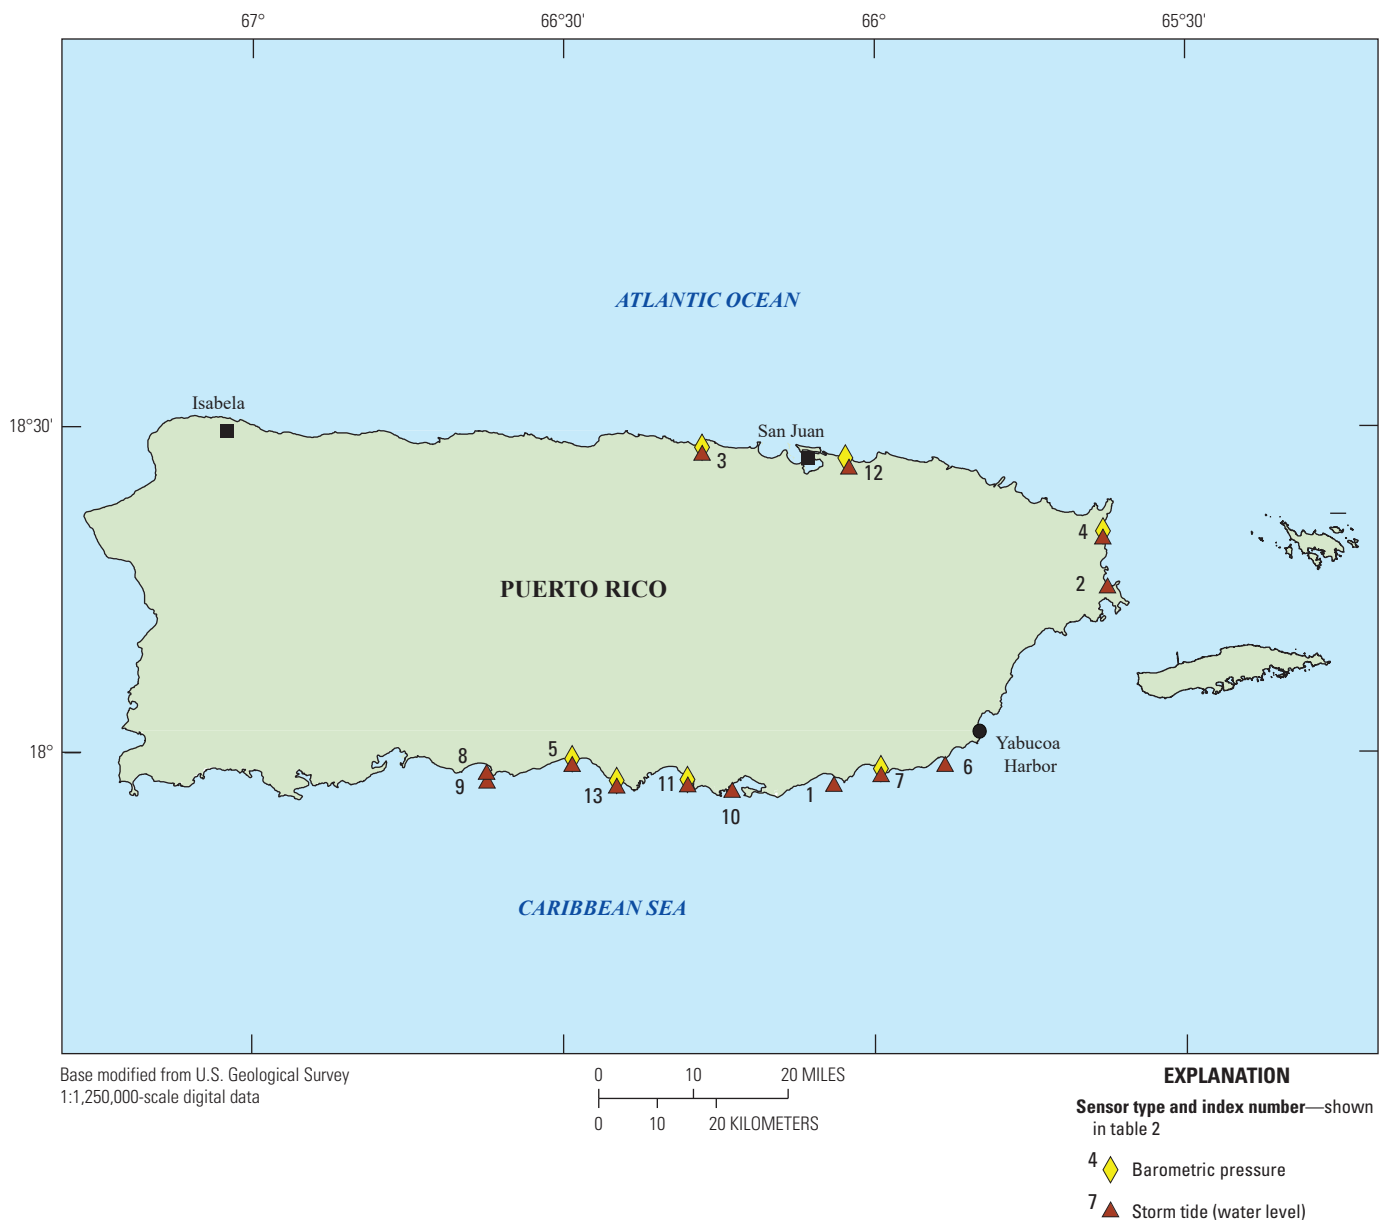 67°
66°30'
66°
65°30'
ATLANTIC OCEAN
Isabela
18°30'
San Juan
3
12
4
2
PUERTO RICO
Yabucoa
Harbor
18°
8
5
9
13
11
10
1
7
6
CARIBBEAN SEA
Base modified from U.S. Geological Survey
1:1,250,000-scale digital data
0 10 20 MILES
0 10 20 KILOMETERS
EXPLANATION
Sensor type and index number—shown
in table 2
4 Barometric pressure
7 Storm tide (water level)